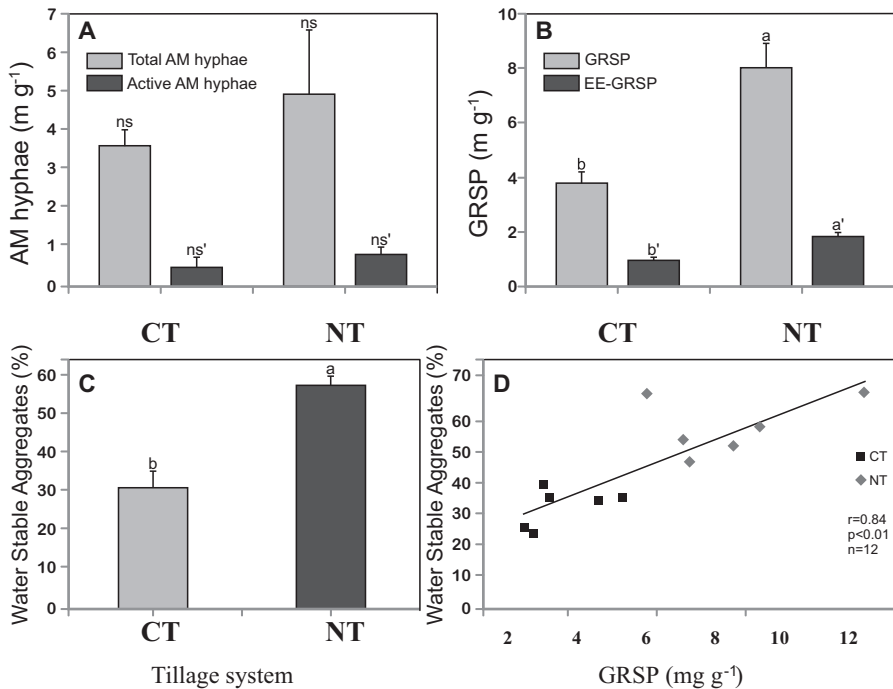 A
AM hyphae (m g⁻¹)
7
6
5
4
3
2
1
0
Total AM hyphae
Active AM hyphae
ns
ns'
ns
ns'
CT
NT
B
GRSP (m g⁻¹)
10
8
6
4
2
0
GRSP
EE-GRSP
b
b'
a
a'
CT
NT
C
Water Stable Aggregates (%)
60
50
40
30
20
10
0
b
a
CT
NT
Tillage system
D
Water Stable Aggregates (%)
70
60
50
40
30
20
10
0
CT
NT
r=0.84
p<0.01
n=12
2
4
6
8
10
12
GRSP (mg g⁻¹)